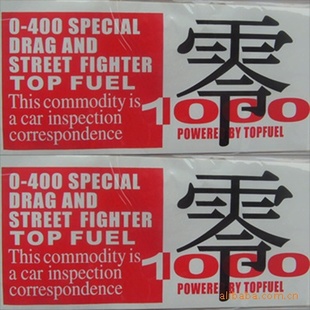 0-400 SPECIAL
DRAG AND
STREET FIGHTER
TOP FUEL
This commodity is
a car inspection
correspondence
零
1000
POWERED BY TOPFUEL
0-400 SPECIAL
DRAG AND
STREET FIGHTER
TOP FUEL
This commodity is
a car inspection
correspondence
零
1000
POWERED BY TOPFUEL
alibaba.com.cn